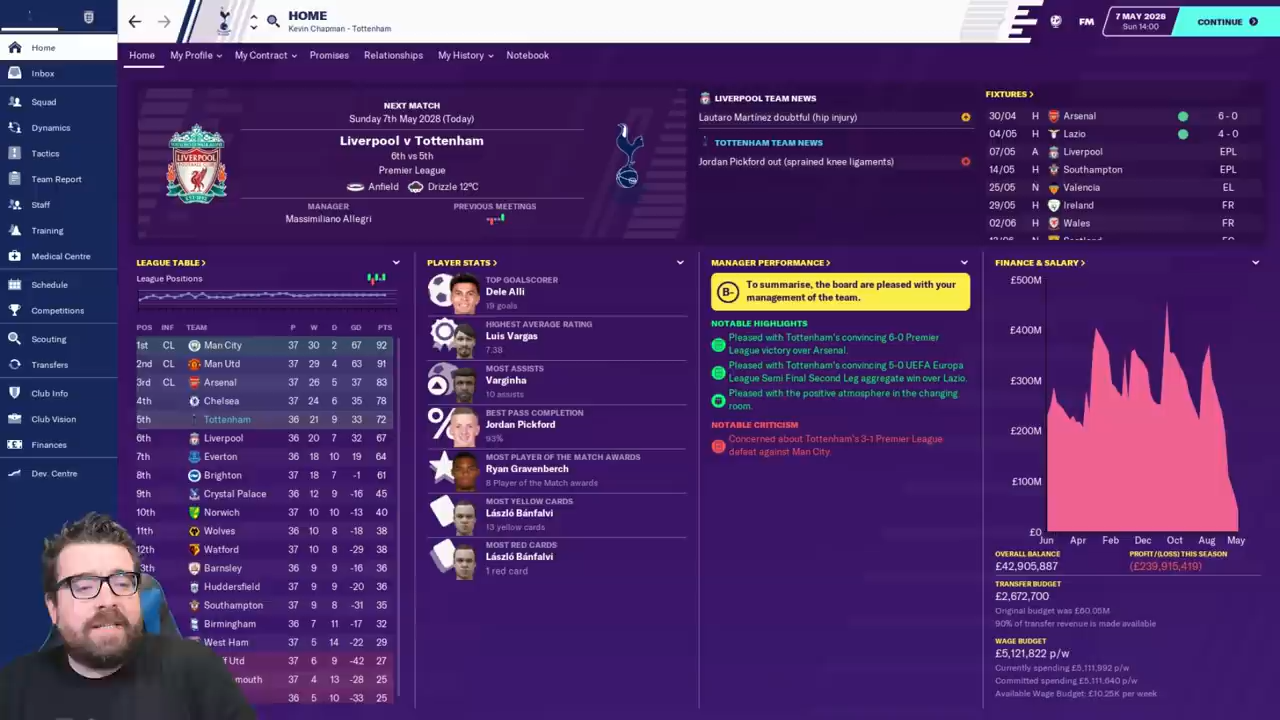 HOME
Kevin Chapman - Tottenham
FM
7 MAY 2028
Sun 14:00
CONTINUE
Home
Inbox
Squad
Dynamics
Tactics
Team Report
Staff
Training
Medical Centre
Schedule
Competitions
Scouting
Transfers
Club Info
Club Vision
Finances
Dev. Centre
Home
My Profile
My Contract
Promises
Relationships
My History
Notebook
NEXT MATCH
Sunday 7th May 2028 (Today)
Liverpool v Tottenham
6th vs 5th
Premier League
Anfield
Drizzle 12°C
MANAGER
Massimiliano Allegri
PREVIOUS MEETINGS
LIVERPOOL TEAM NEWS
Lautaro Martínez doubtful (hip injury)
TOTTENHAM TEAM NEWS
Jordan Pickford out (sprained knee ligaments)
FIXTURES >
30/04 H Arsenal 6 - 0
04/05 H Lazio 4 - 0
07/05 A Liverpool EPL
14/05 H Southampton EPL
25/05 N Valencia EL
29/05 H Ireland FR
02/06 H Wales FR
LEAGUE TABLE >
League Positions
POS INF TEAM P W D GD PTS
1st CL Man City 37 30 2 67 92
2nd CL Man Utd 37 29 4 63 91
3rd CL Arsenal 37 26 5 37 83
4th Chelsea 37 24 6 35 78
5th Tottenham 36 21 9 33 72
6th Liverpool 36 20 7 32 67
7th Everton 36 18 10 19 64
8th Brighton 37 18 7 -1 61
9th Crystal Palace 36 12 9 -16 45
10th Norwich 37 10 10 -13 40
11th Wolves 36 10 8 -18 38
12th Watford 37 10 8 -29 38
3th Barnsley 36 9 9 -16 36
Huddersfield 37 9 9 -20 36
Southampton 37 9 8 -31 35
Birmingham 36 7 11 -17 32
West Ham 37 5 14 -22 29
f Utd 37 6 9 -42 27
mouth 37 4 13 -28 25
36 5 10 -33 25
PLAYER STATS >
TOP GOALSCORER
Dele Alli
19 goals
HIGHEST AVERAGE RATING
Luis Vargas
7.38
MOST ASSISTS
Varginha
10 assists
BEST PASS COMPLETION
Jordan Pickford
93%
MOST PLAYER OF THE MATCH AWARDS
Ryan Gravenberch
8 Player of the Match awards
MOST YELLOW CARDS
László Bánfalvi
13 yellow cards
MOST RED CARDS
László Bánfalvi
1 red card
MANAGER PERFORMANCE >
B-
To summarise, the board are pleased with your
management of the team.
NOTABLE HIGHLIGHTS
Pleased with Tottenham's convincing 6-0 Premier
League victory over Arsenal.
Pleased with Tottenham's convincing 5-0 UEFA Europa
League Semi Final Second Leg aggregate win over Lazio.
Pleased with the positive atmosphere in the changing
room.
NOTABLE CRITICISM
Concerned about Tottenham's 3-1 Premier League
defeat against Man City.
FINANCE & SALARY >
£500M
£400M
£300M
£200M
£100M
£0
Jun Apr Feb Dec Oct Aug May
OVERALL BALANCE
£42,905,887
PROFIT/(LOSS) THIS SEASON
(£239,915,419)
TRANSFER BUDGET
£2,672,700
Original budget was £60.05M
90% of transfer revenue is made available
WAGE BUDGET
£5,121,822 p/w
Currently spending £5,111,992 p/w
Committed spending £5,111,640 p/w
Available Wage Budget: £10.25K per week